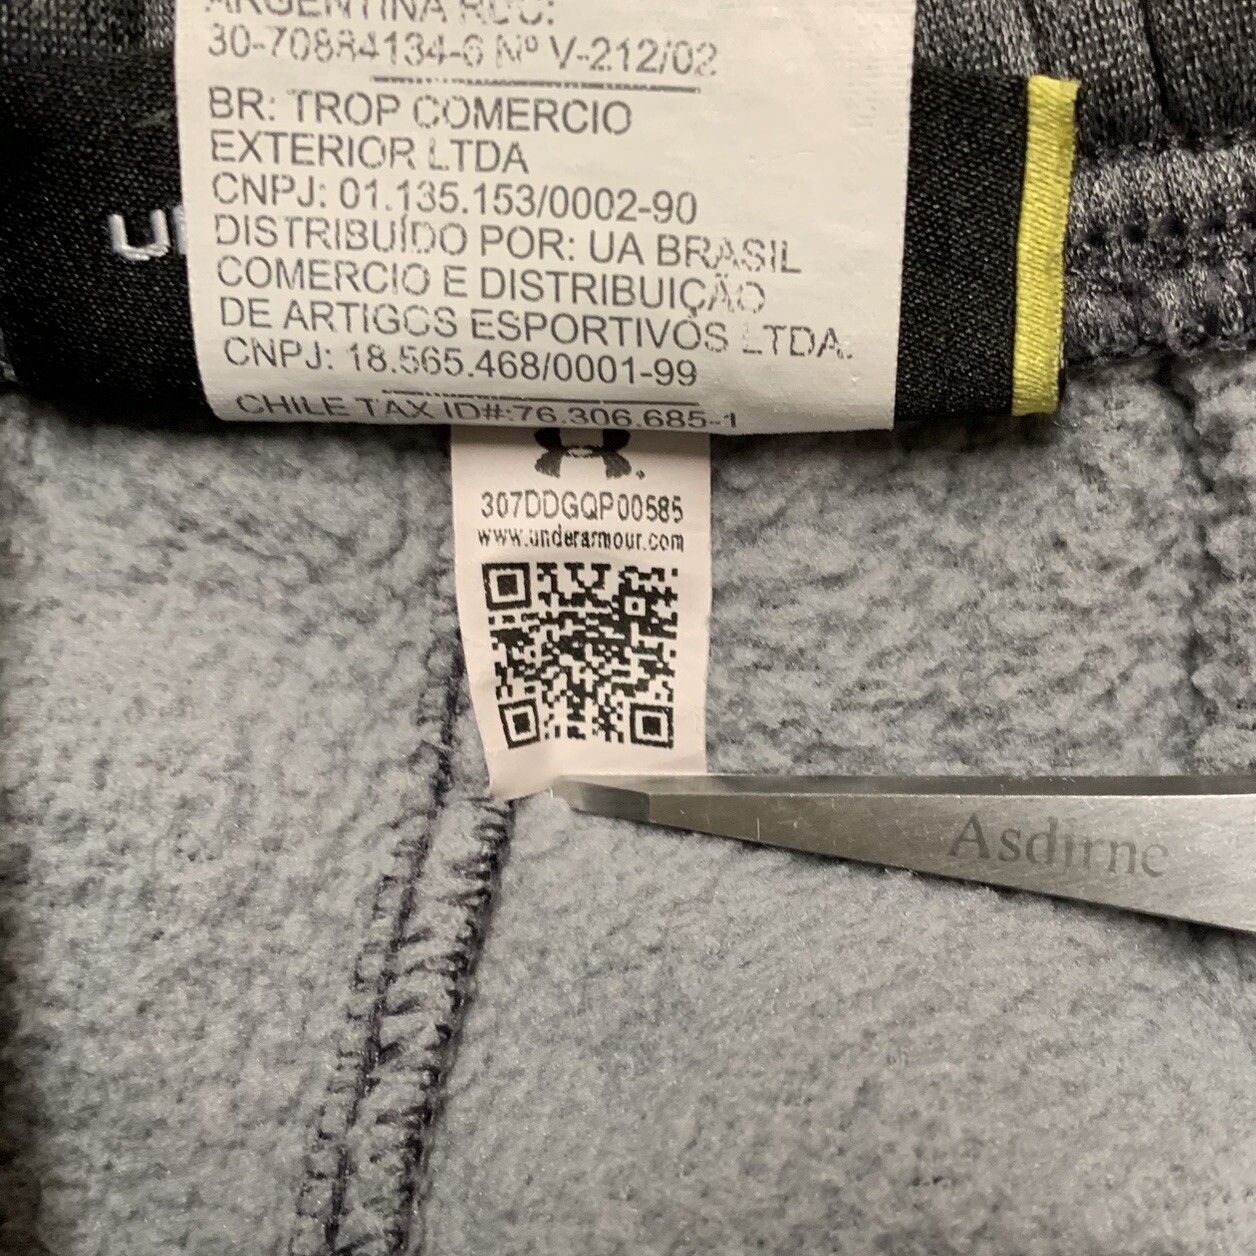 ARGENTINA RUC:
30-70884134-6 Nº V-212/02
BR: TROP COMERCIO
EXTERIOR LTDA
CNPJ: 01.135.153/0002-90
DISTRIBUÍDO POR: UA BRASIL
COMERCIO E DISTRIBUIÇÃO
DE ARTIGOS ESPORTIVOS LTDA.
CNPJ: 18.565.468/0001-99
CHILE TAX ID#:76.306.685-1
307DDGQP00585
www.underarmour.com
Asdirne